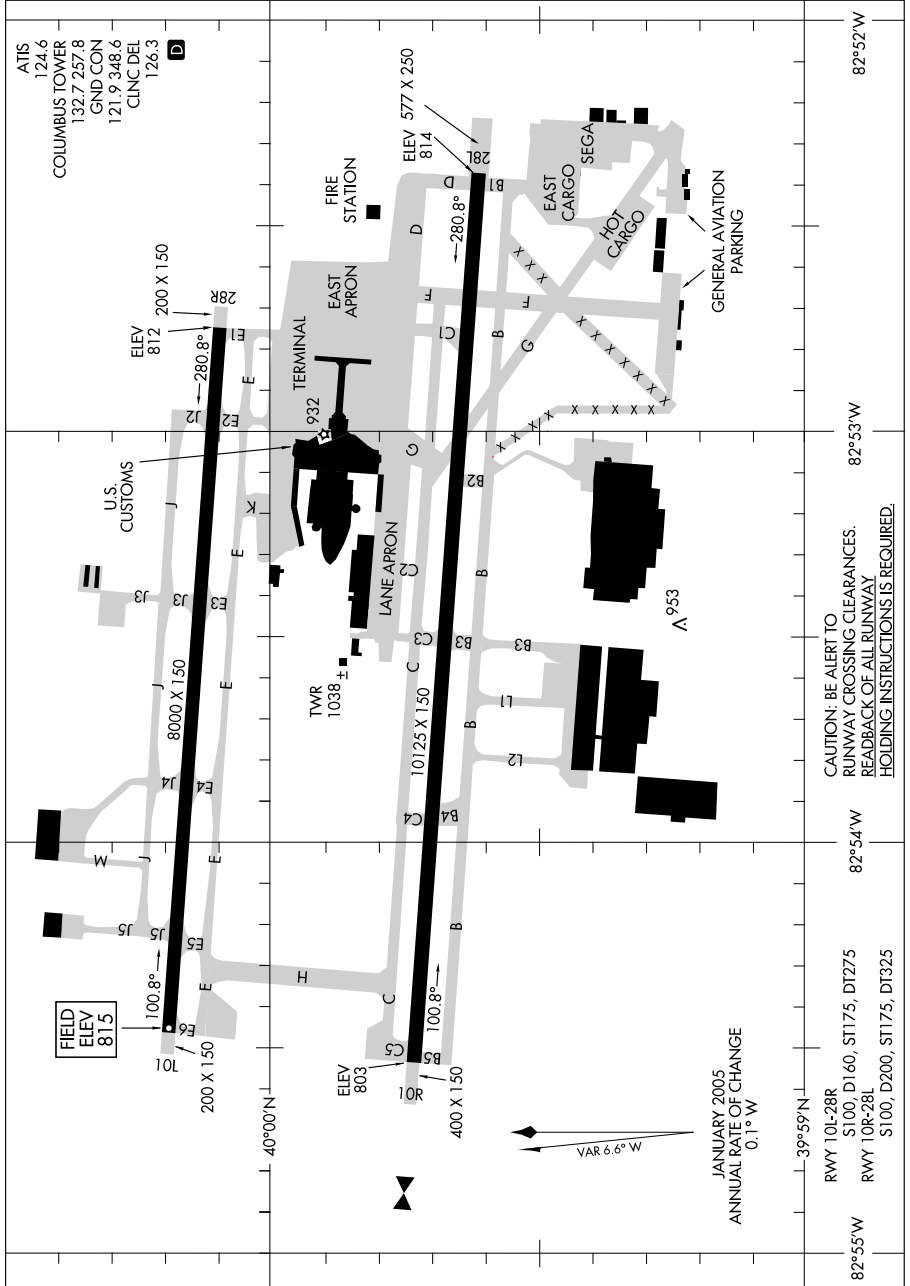 ATIS
124.6
COLUMBUS TOWER
132.7 257.8
GND CON
121.9 348.6
CLNC DEL
126.3
D
82°52'W
577 X 250
ELEV
814
28L
FIRE
STATION
D
D
B1
280.8°
EAST
CARGO
SEGA
HOT
CARGO
GENERAL AVIATION
PARKING
200 X 150
28R
ELEV
812
280.8°
E1
EAST
APRON
TERMINAL
F
F
C1
B
G
X X X
X X X X X X X
X X X X
X X X X
E
J2
E2
932
82°53'W
U.S.
CUSTOMS
G
B2
J
K
E
LANE APRON
C2
B
J3
J3
E3
C3
B3
B3
953
TWR
1038 ±
C
8000 X 150
J
E
10125 X 150
L1
B
L2
J4
E4
C4
B4
CAUTION: BE ALERT TO
RUNWAY CROSSING CLEARANCES.
READBACK OF ALL RUNWAY
HOLDING INSTRUCTIONS IS REQUIRED.
82°54'W
M
J
E
J5
J5
E5
B
H
E
100.8°
C
100.8°
FIELD
ELEV
815
E6
10L
200 X 150
C5
B5
ELEV
803
10R
400 X 150
40°00'N
39°59'N
VAR 6.6° W
JANUARY 2005
ANNUAL RATE OF CHANGE
0.1° W
RWY 10L-28R
S100, D160, ST175, DT275
RWY 10R-28L
S100, D200, ST175, DT325
82°55'W